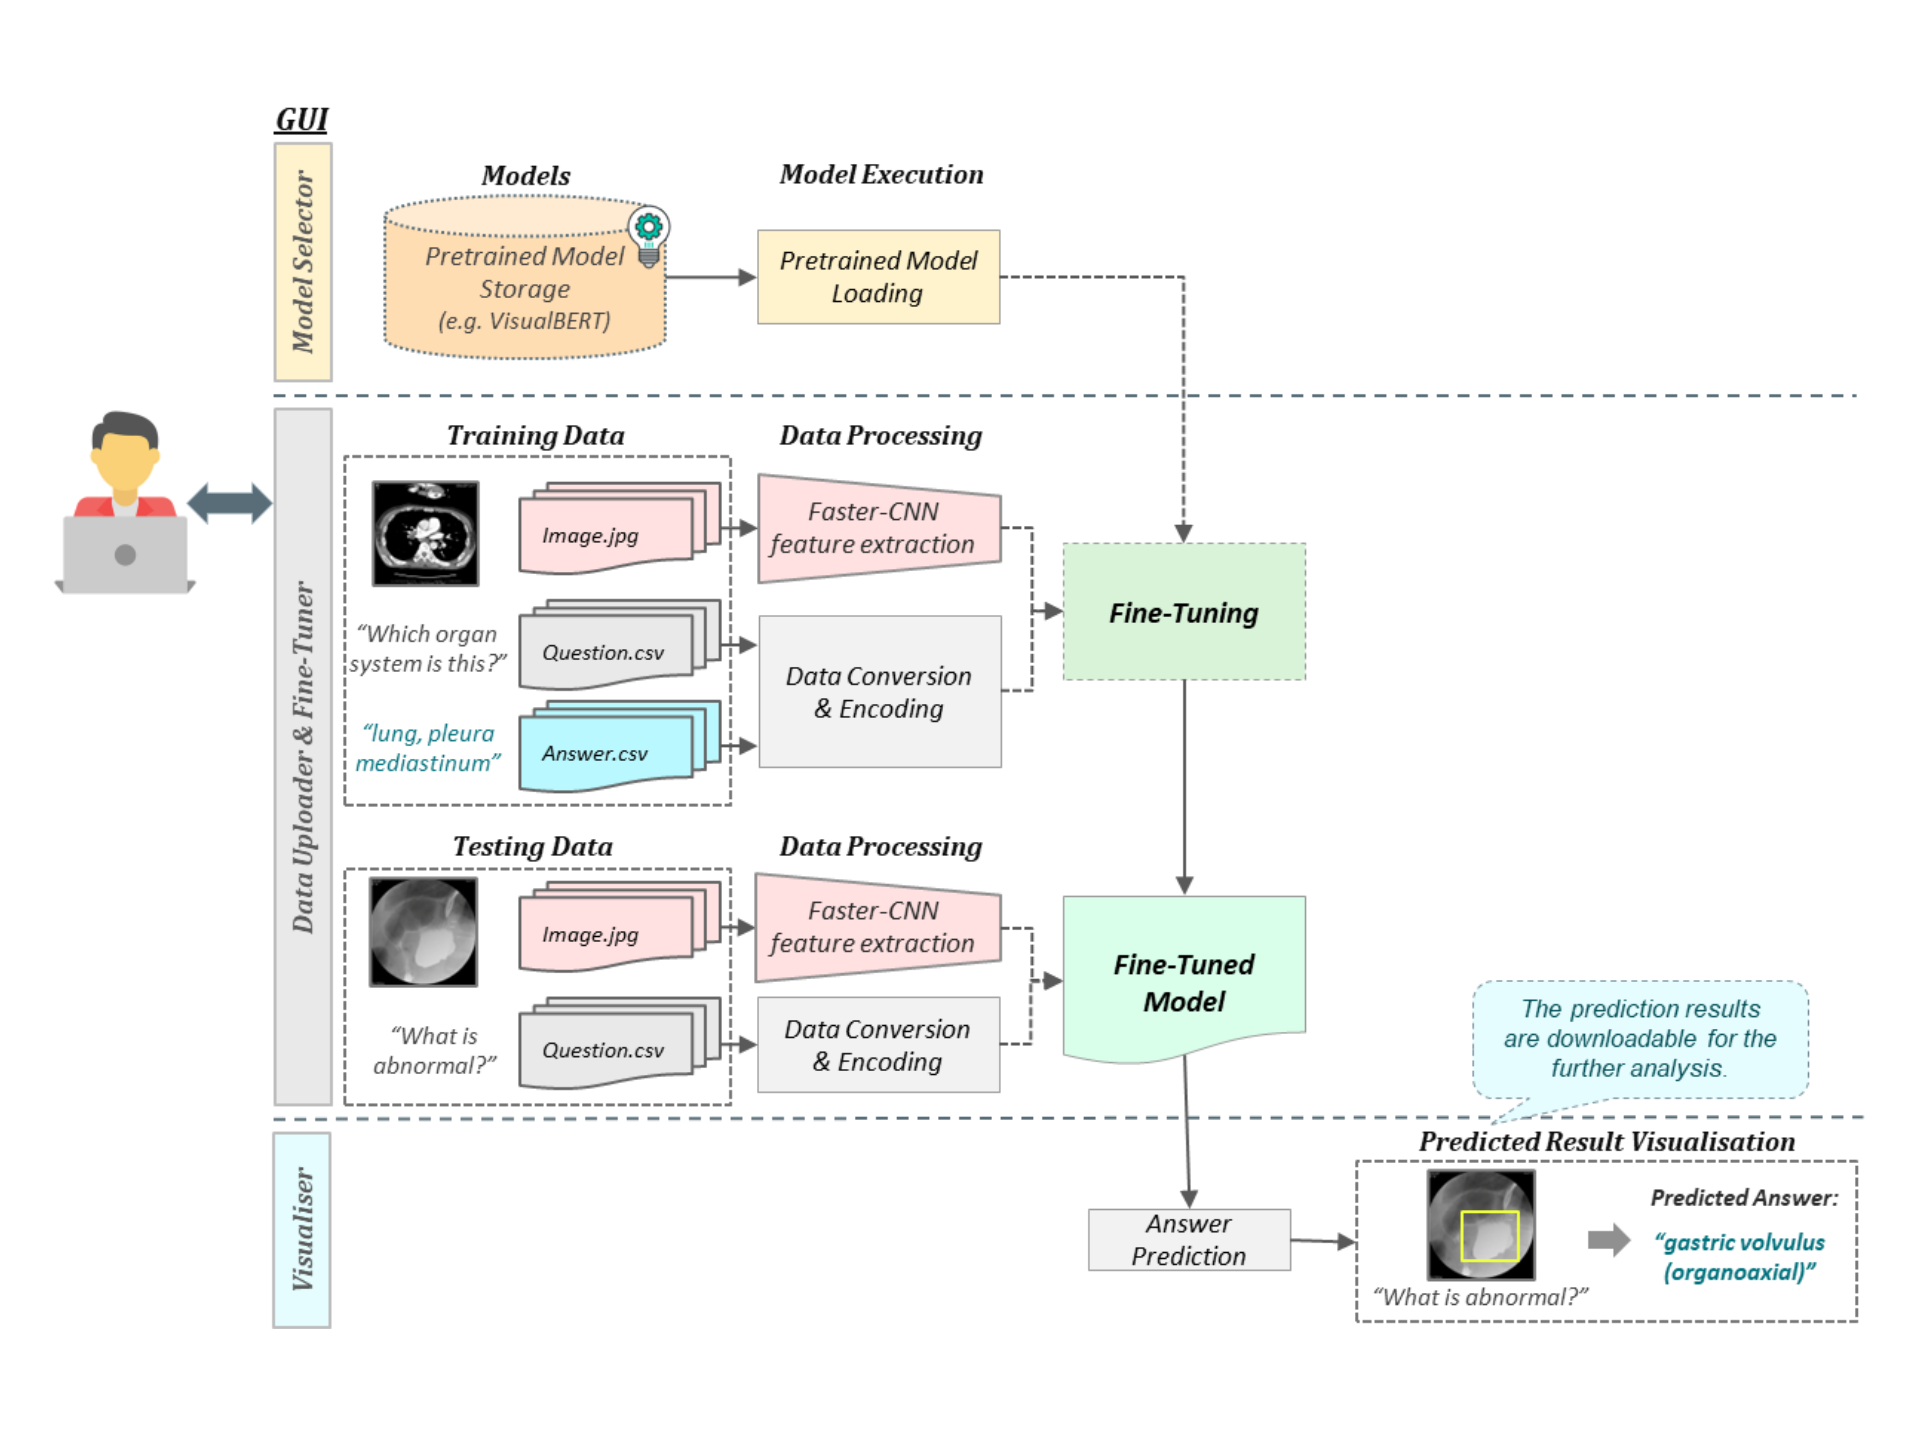 GUI
Model Selector
Models
Pretrained Model
Storage
(e.g. VisualBERT)
Model Execution
Pretrained Model
Loading
Data Uploader & Fine-Tuner
Training Data
Data Processing
Image.jpg
Faster-CNN
feature extraction
“Which organ
system is this?”
Question.csv
Data Conversion
& Encoding
“lung, pleura
mediastinum”
Answer.csv
Fine-Tuning
Testing Data
Data Processing
Image.jpg
Faster-CNN
feature extraction
“What is
abnormal?”
Question.csv
Data Conversion
& Encoding
Fine-Tuned
Model
The prediction results
are downloadable for the
further analysis.
Visualiser
Answer
Prediction
Predicted Result Visualisation
“What is abnormal?”
Predicted Answer:
“gastric volvulus
(organoaxial)”